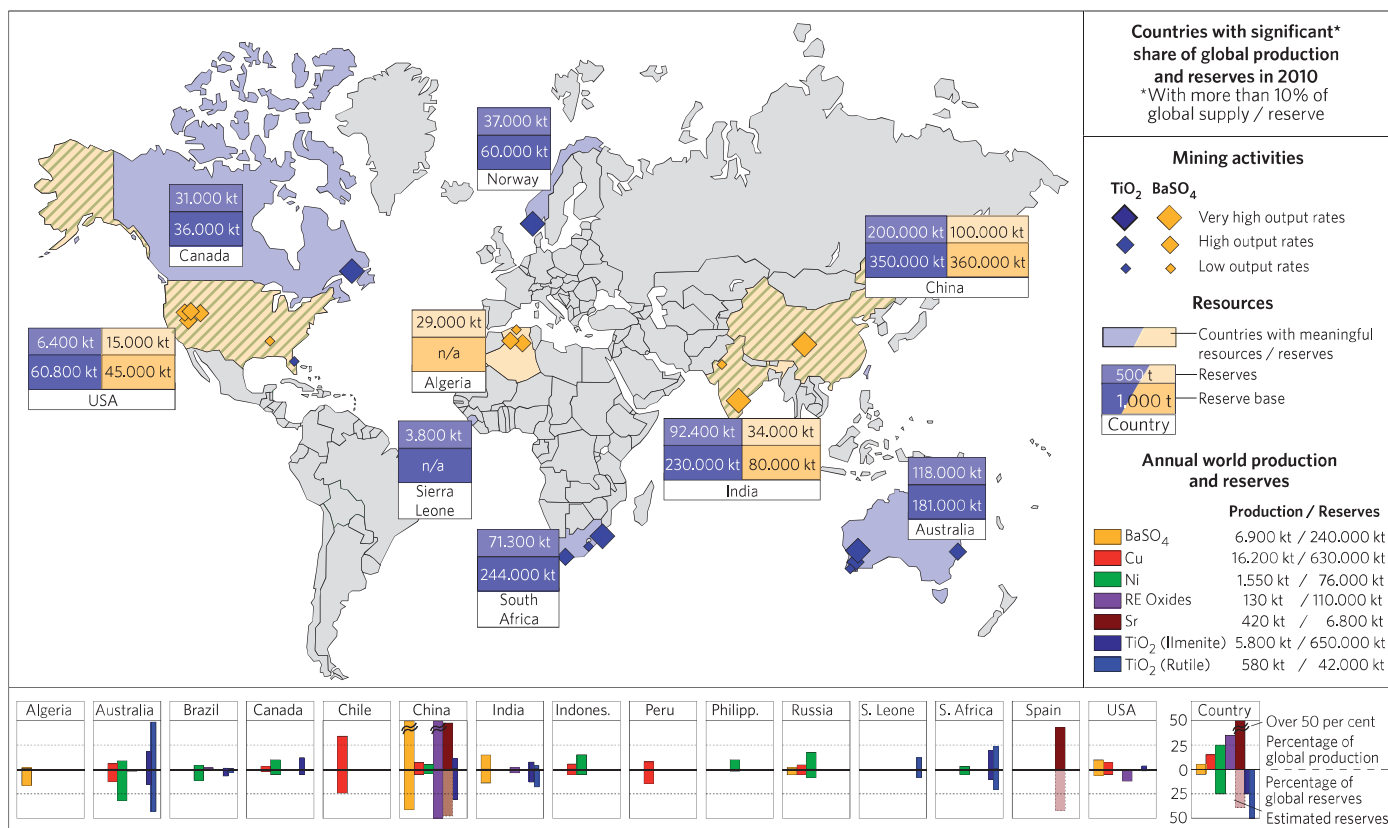 Countries with significant*
share of global production
and reserves in 2010
*With more than 10% of
global supply / reserve
Mining activities
TiO2 BaSO4
Very high output rates
High output rates
Low output rates
Resources
Countries with meaningful
resources / reserves
500 t
Reserves
1.000 t
Reserve base
Country
Annual world production
and reserves
Production / Reserves
BaSO4 6.900 kt / 240.000 kt
Cu 16.200 kt / 630.000 kt
Ni 1.550 kt / 76.000 kt
RE Oxides 130 kt / 110.000 kt
Sr 420 kt / 6.800 kt
TiO2 (Ilmenite) 5.800 kt / 650.000 kt
TiO2 (Rutile) 580 kt / 42.000 kt
37.000 kt
60.000 kt
Norway
31.000 kt
36.000 kt
Canada
200.000 kt 100.000 kt
350.000 kt 360.000 kt
China
6.400 kt 15.000 kt
60.800 kt 45.000 kt
USA
29.000 kt
n/a
Algeria
3.800 kt
n/a
Sierra
Leone
92.400 kt 34.000 kt
230.000 kt 80.000 kt
India
118.000 kt
181.000 kt
Australia
71.300 kt
244.000 kt
South
Africa
Algeria Australia Brazil Canada Chile China India Indones. Peru Philipp. Russia S. Leone S. Africa Spain USA Country
50
25
0
25
50
Over 50 per cent
Percentage of
global production
Percentage of
global reserves
Estimated reserves